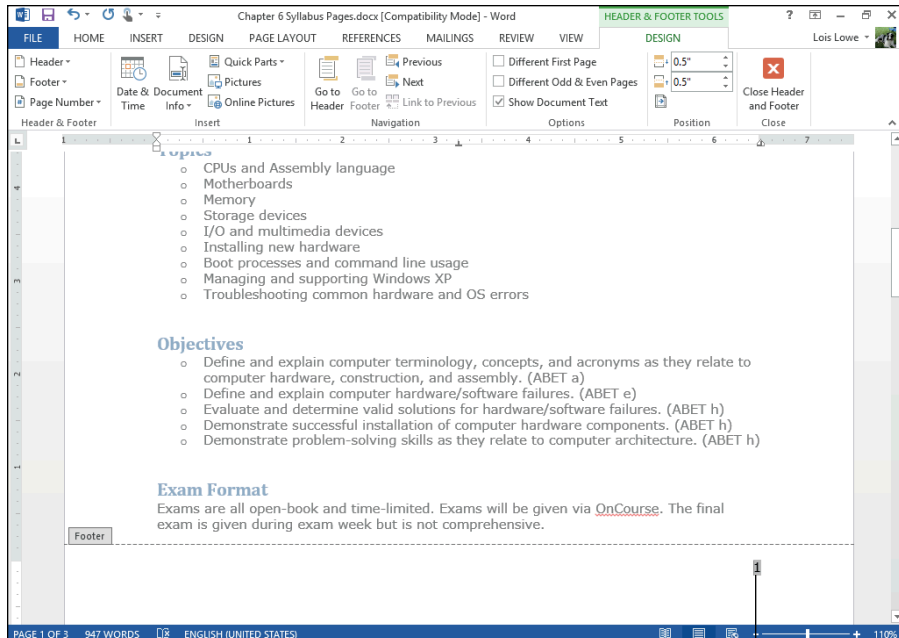 Chapter 6 Syllabus Pages.docx [Compatibility Mode] - Word
HEADER & FOOTER TOOLS
?
FILE HOME INSERT DESIGN PAGE LAYOUT REFERENCES MAILINGS REVIEW VIEW DESIGN Lois Lowe
Header Quick Parts Previous Different First Page 0.5"
Footer Pictures Next Different Odd & Even Pages 0.5"
Page Number Date & Time Document Info Online Pictures Go to Header Go to Footer Link to Previous Show Document Text Close Header and Footer
Header & Footer Insert Navigation Options Position Close
L 1 1 2 3 4 5 6 7
Topics
o CPUs and Assembly language
o Motherboards
o Memory
o Storage devices
o I/O and multimedia devices
o Installing new hardware
o Boot processes and command line usage
o Managing and supporting Windows XP
o Troubleshooting common hardware and OS errors
Objectives
o Define and explain computer terminology, concepts, and acronyms as they relate to
computer hardware, construction, and assembly. (ABET a)
o Define and explain computer hardware/software failures. (ABET e)
o Evaluate and determine valid solutions for hardware/software failures. (ABET h)
o Demonstrate successful installation of computer hardware components. (ABET h)
o Demonstrate problem-solving skills as they relate to computer architecture. (ABET h)
Exam Format
Exams are all open-book and time-limited. Exams will be given via OnCourse. The final
exam is given during exam week but is not comprehensive.
Footer
1
PAGE 1 OF 3 947 WORDS ENGLISH (UNITED STATES) 110%